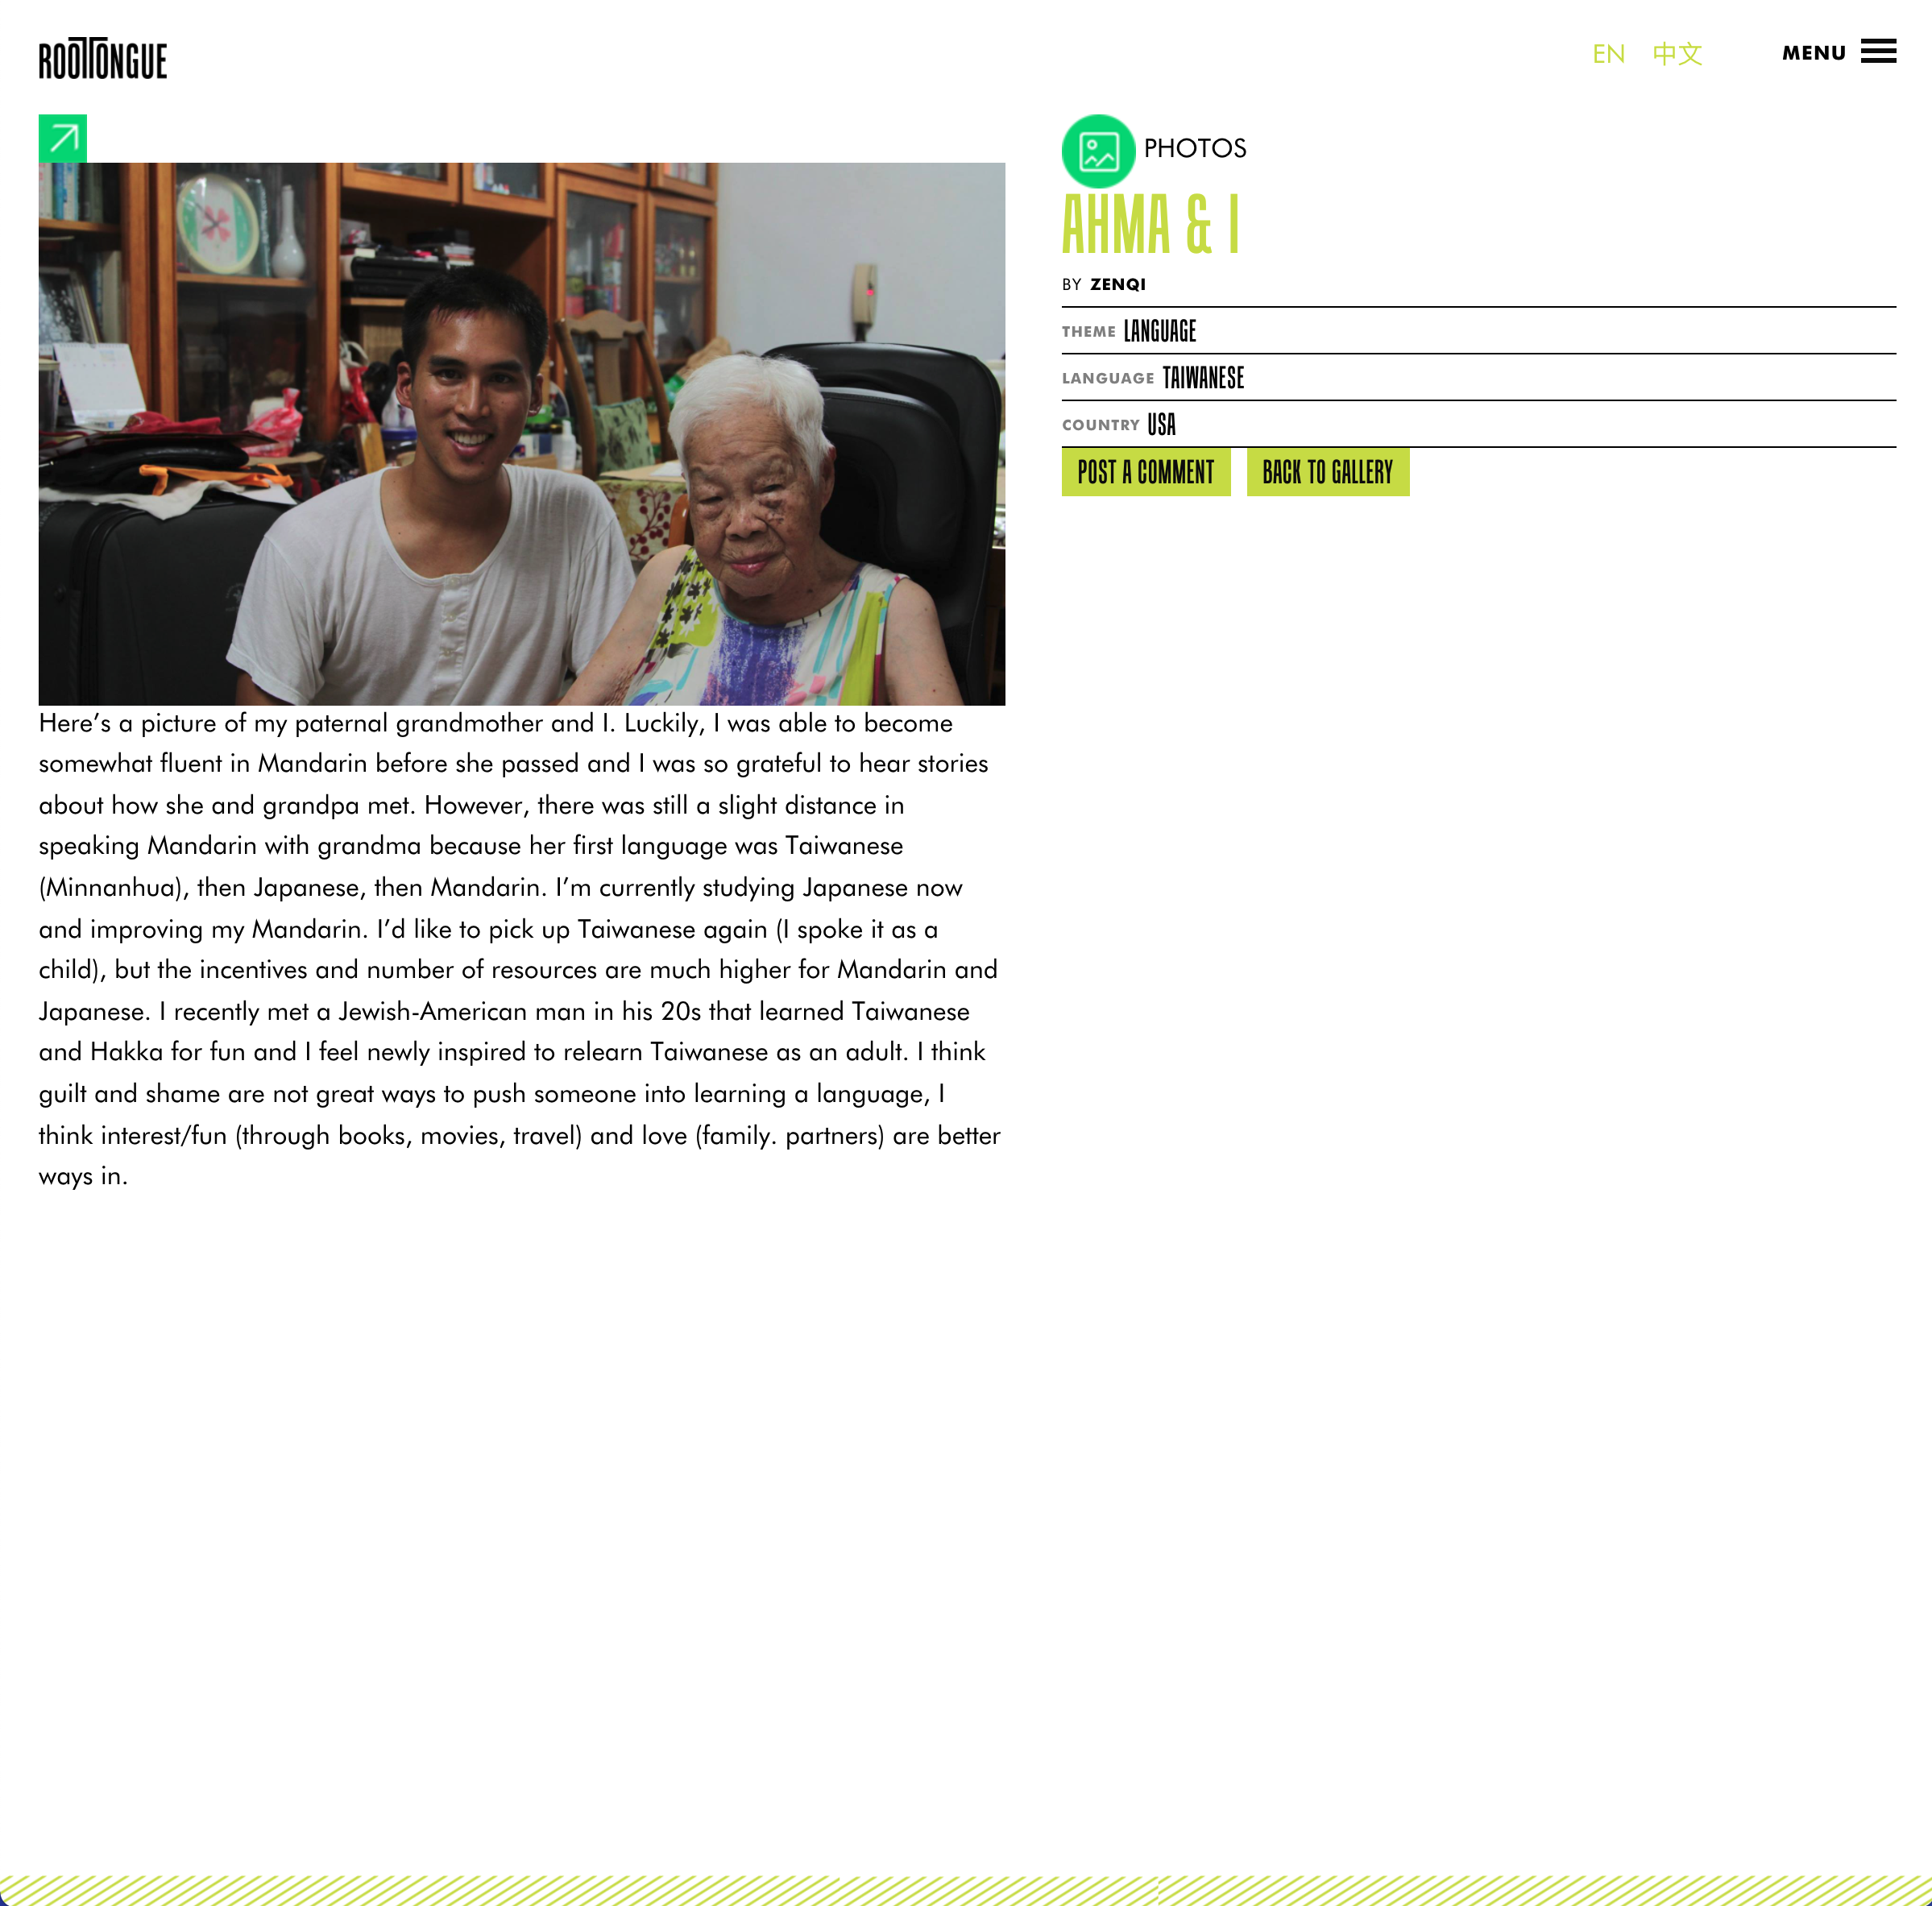 ROOTTONGUE
EN 中文 MENU
PHOTOS
AHMA & I
BY ZENQI
THEME LANGUAGE
LANGUAGE TAIWANESE
COUNTRY USA
POST A COMMENT BACK TO GALLERY
Here’s a picture of my paternal grandmother and I. Luckily, I was able to become
somewhat fluent in Mandarin before she passed and I was so grateful to hear stories
about how she and grandpa met. However, there was still a slight distance in
speaking Mandarin with grandma because her first language was Taiwanese
(Minnanhua), then Japanese, then Mandarin. I’m currently studying Japanese now
and improving my Mandarin. I’d like to pick up Taiwanese again (I spoke it as a
child), but the incentives and number of resources are much higher for Mandarin and
Japanese. I recently met a Jewish-American man in his 20s that learned Taiwanese
and Hakka for fun and I feel newly inspired to relearn Taiwanese as an adult. I think
guilt and shame are not great ways to push someone into learning a language, I
think interest/fun (through books, movies, travel) and love (family. partners) are better
ways in.